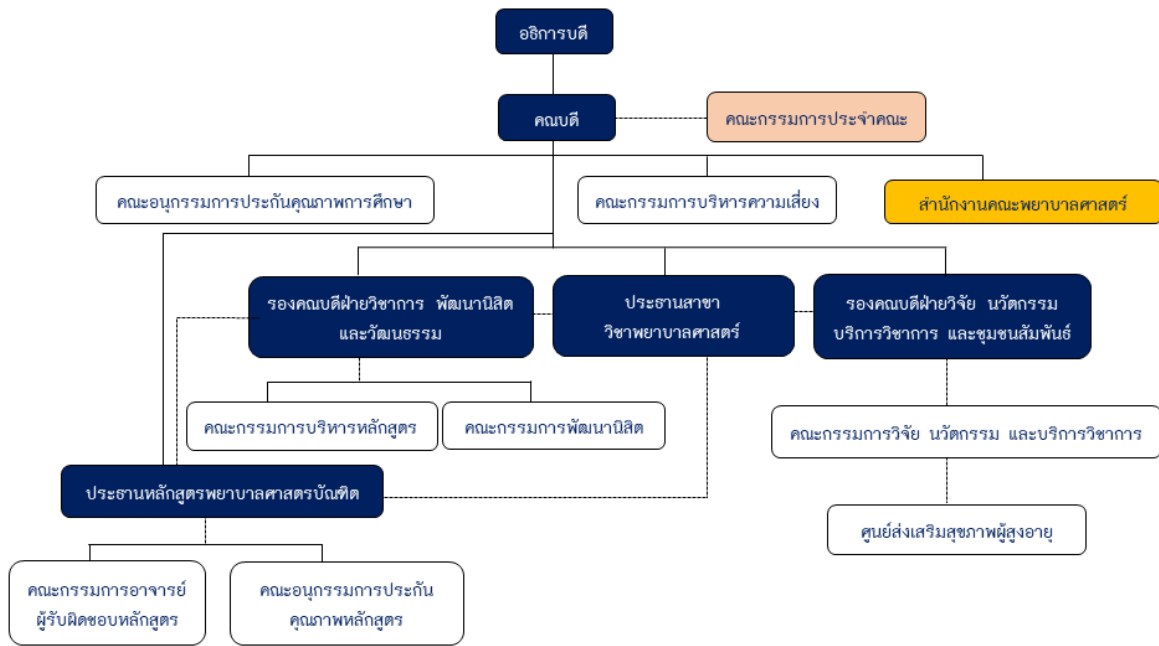 อธิการบดี
คณบดี
คณะกรรมการประจำคณะ
คณะอนุกรรมการประกันคุณภาพการศึกษา
คณะกรรมการบริหารความเสี่ยง
สำนักงานคณะพยาบาลศาสตร์
รองคณบดีฝ่ายวิชาการ พัฒนานิสิต
และวัฒนธรรม
ประธานสาขา
วิชาพยาบาลศาสตร์
รองคณบดีฝ่ายวิจัย นวัตกรรม
บริการวิชาการ และชุมชนสัมพันธ์
คณะกรรมการบริหารหลักสูตร
คณะกรรมการพัฒนานิสิต
คณะกรรมการวิจัย นวัตกรรม และบริการวิชาการ
ประธานหลักสูตรพยาบาลศาสตรบัณฑิต
ศูนย์ส่งเสริมสุขภาพผู้สูงอายุ
คณะกรรมการอาจารย์
ผู้รับผิดชอบหลักสูตร
คณะอนุกรรมการประกัน
คุณภาพหลักสูตร